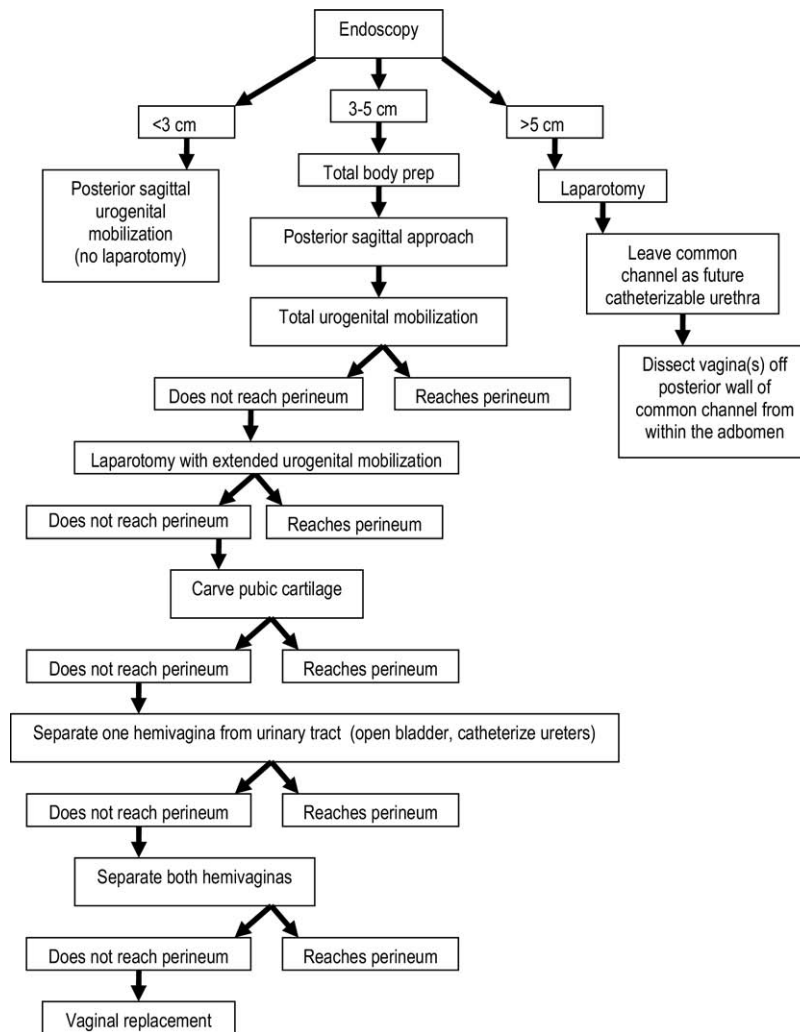 Endoscopy
<3 cm
3-5 cm
>5 cm
Posterior sagittal
urogenital
mobilization
(no laparotomy)
Total body prep
Laparotomy
Posterior sagittal approach
Leave common
channel as future
catheterizable urethra
Total urogenital mobilization
Dissect vagina(s) off
posterior wall of
common channel from
within the adbomen
Does not reach perineum
Reaches perineum
Laparotomy with extended urogenital mobilization
Does not reach perineum
Reaches perineum
Carve pubic cartilage
Does not reach perineum
Reaches perineum
Separate one hemivagina from urinary tract (open bladder, catheterize ureters)
Does not reach perineum
Reaches perineum
Separate both hemivaginas
Does not reach perineum
Reaches perineum
Vaginal replacement